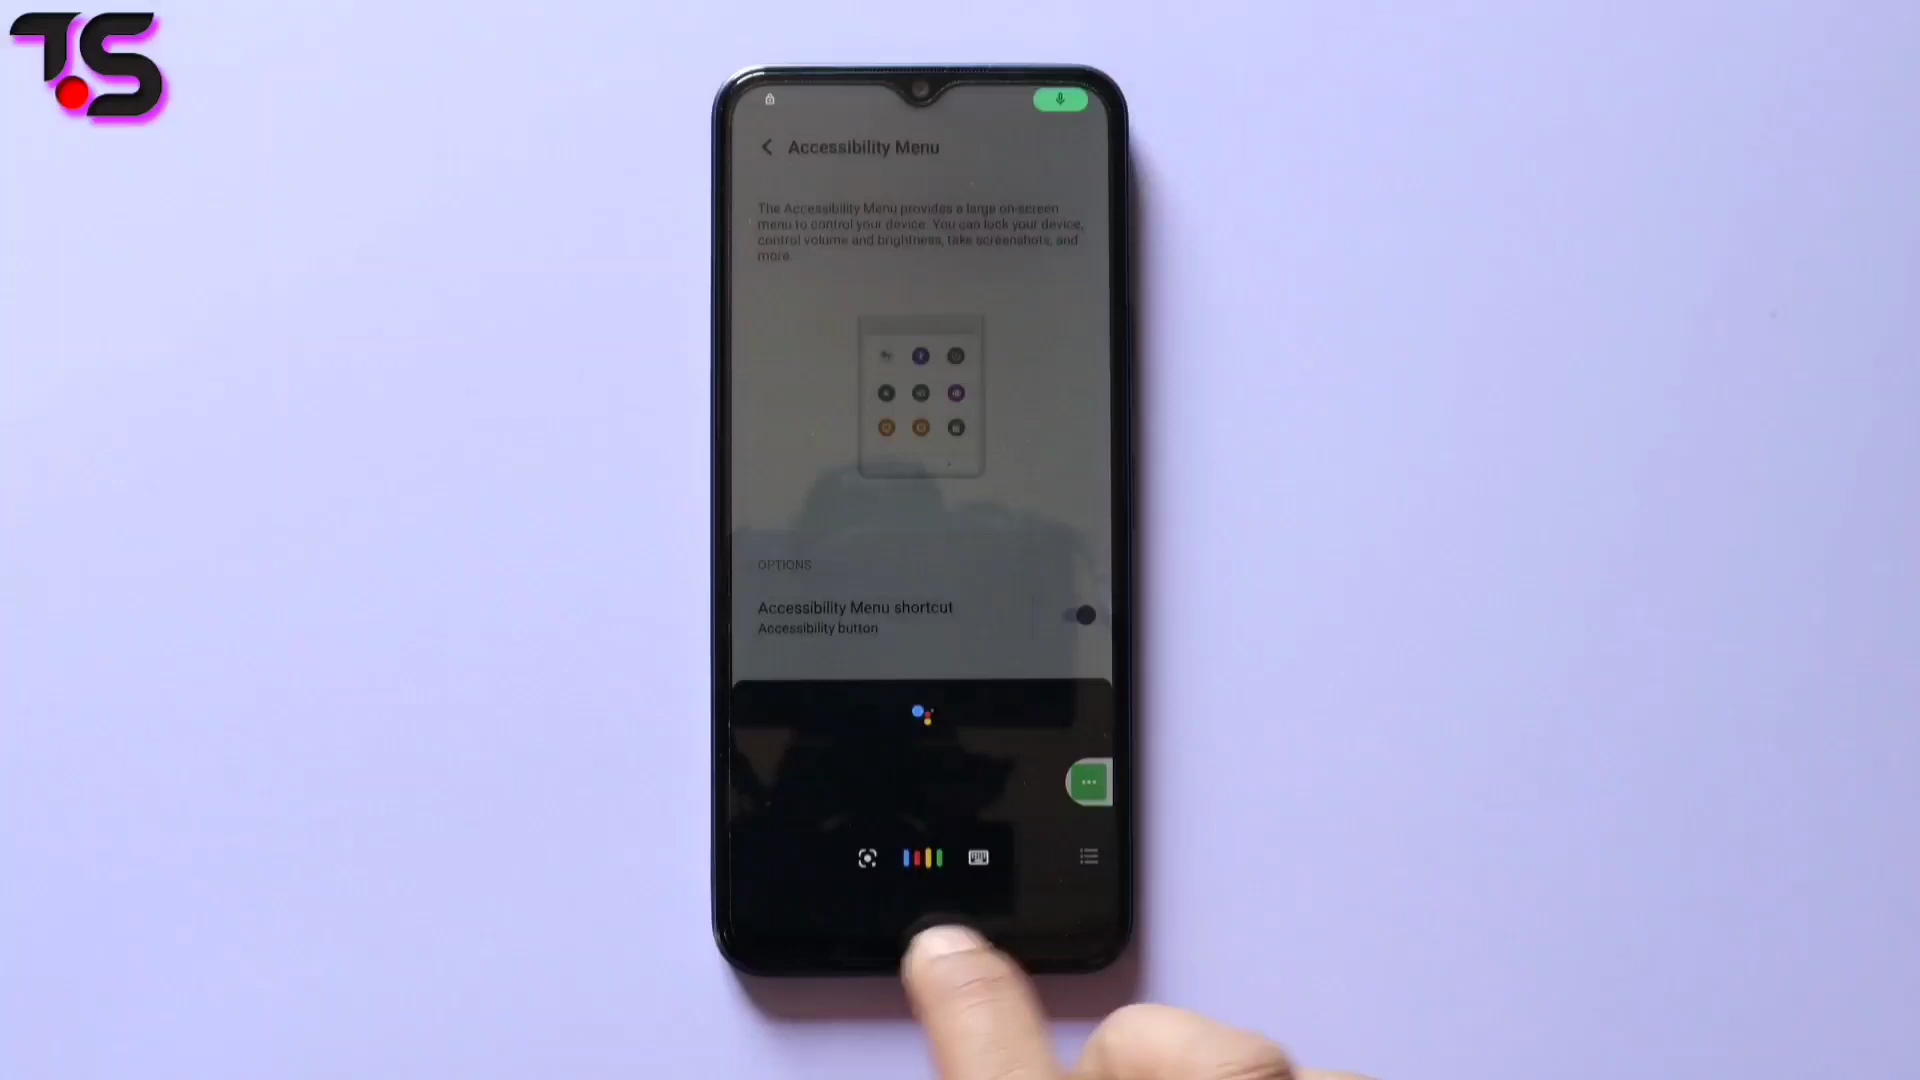 T.S
Accessibility Menu
The Accessibility Menu provides a large on-screen
menu to control your device. You can lock your device,
control volume and brightness, take screenshots, and
more.
OPTIONS
Accessibility Menu shortcut
Accessibility button